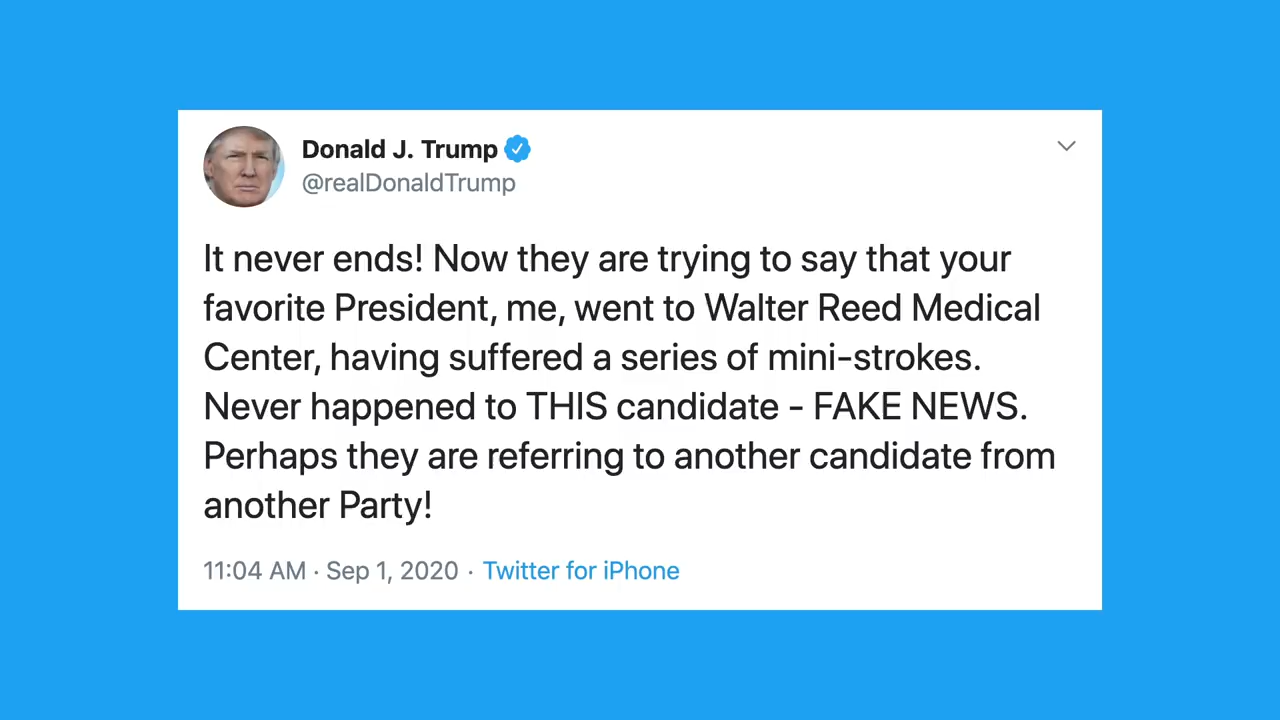 Donald J. Trump
@realDonaldTrump
It never ends! Now they are trying to say that your
favorite President, me, went to Walter Reed Medical
Center, having suffered a series of mini-strokes.
Never happened to THIS candidate - FAKE NEWS.
Perhaps they are referring to another candidate from
another Party!
11:04 AM · Sep 1, 2020 · Twitter for iPhone